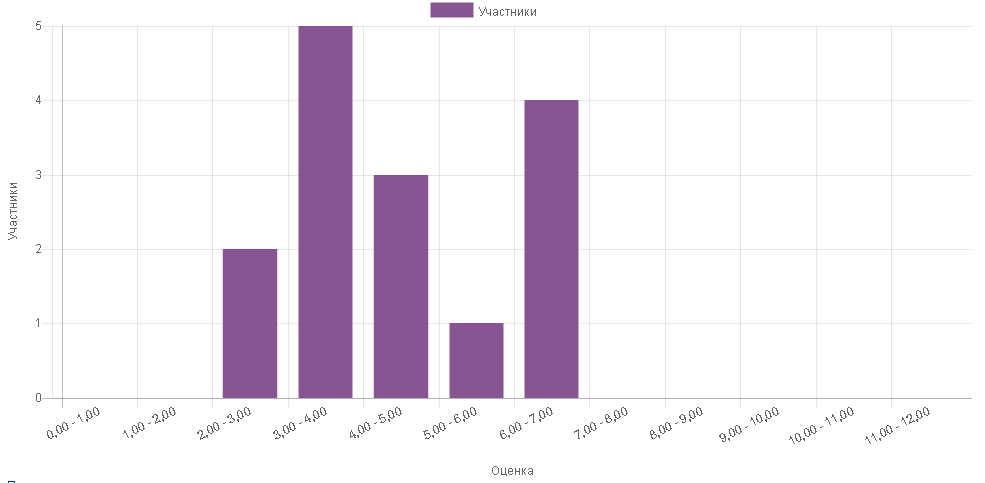 Участники
5
4
3
2
1
0
Участники
0,00 - 1,00
1,00 - 2,00
2,00 - 3,00
3,00 - 4,00
4,00 - 5,00
5,00 - 6,00
6,00 - 7,00
7,00 - 8,00
8,00 - 9,00
9,00 - 10,00
10,00 - 11,00
11,00 - 12,00
Оценка